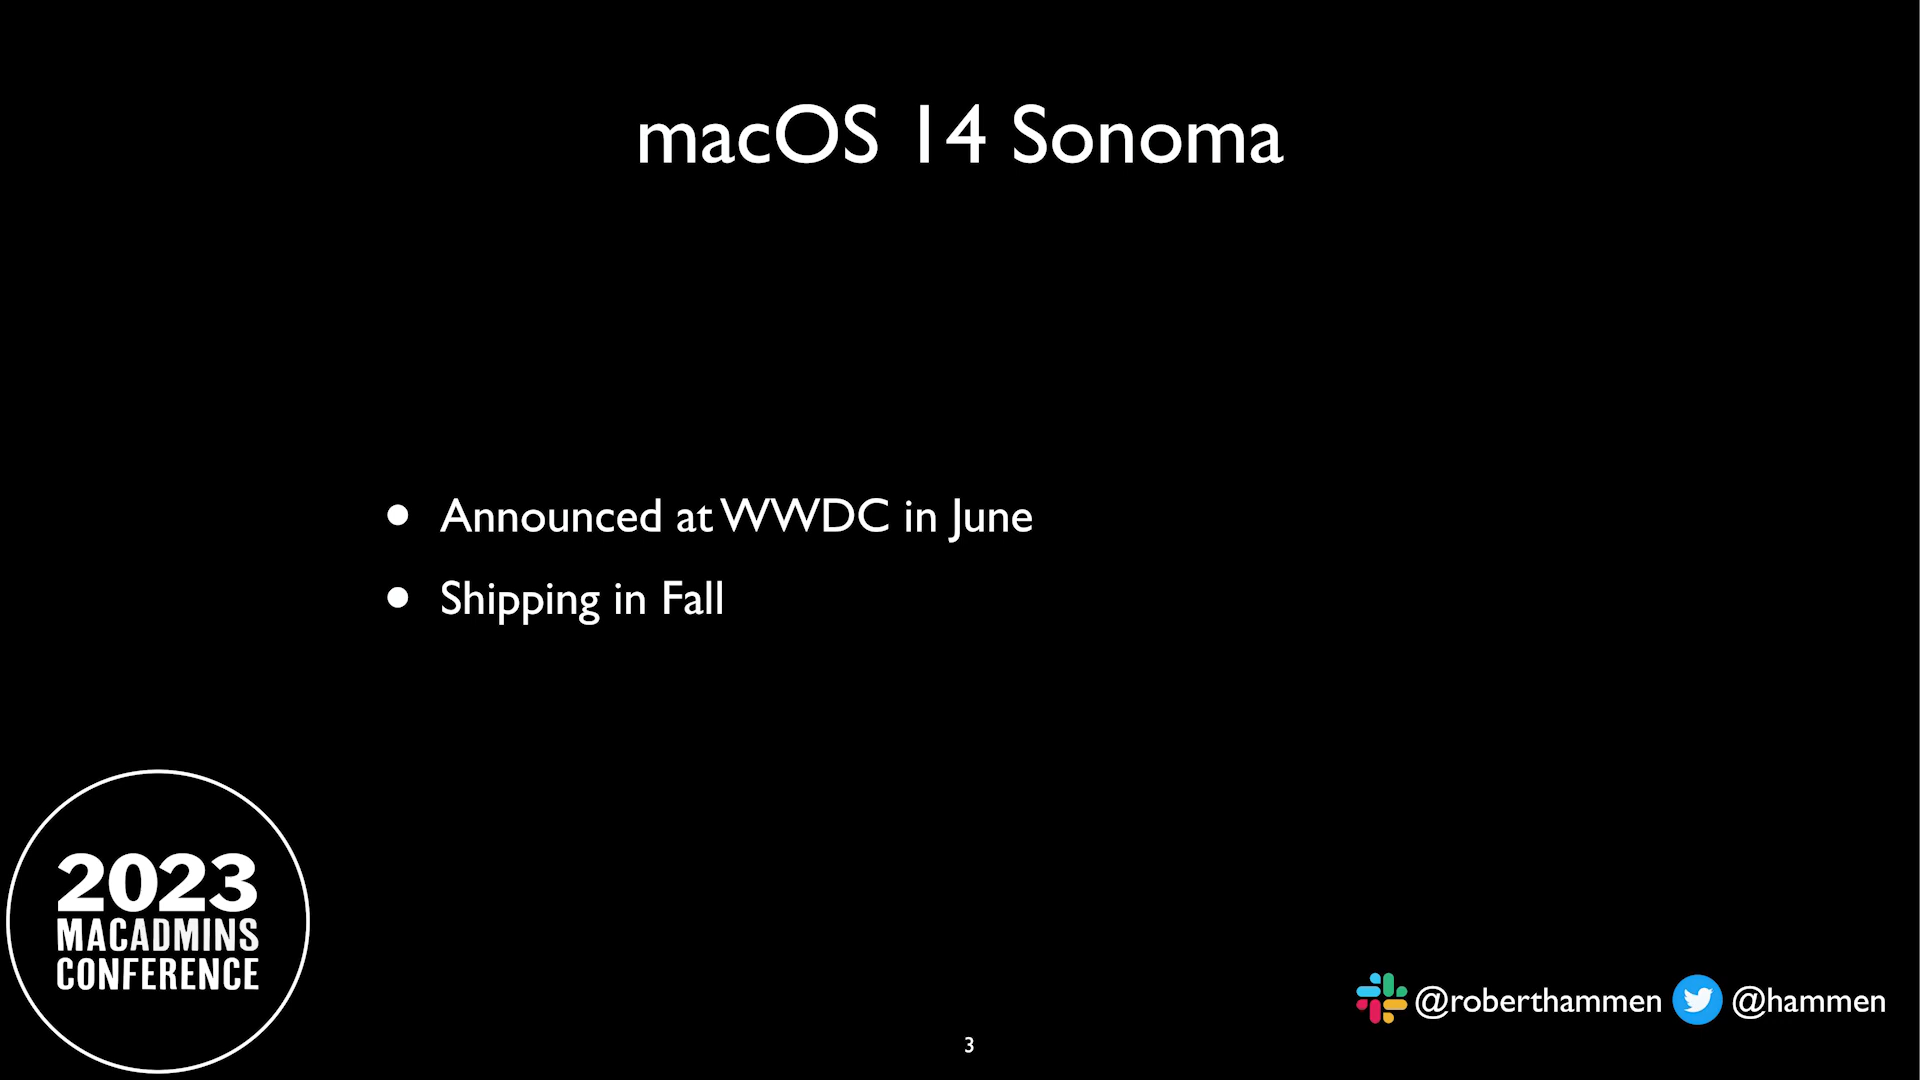 macOS 14 Sonoma
• Announced at WWDC in June
• Shipping in Fall
2023
MACADMINS
CONFERENCE
@roberthammen @hammen
3